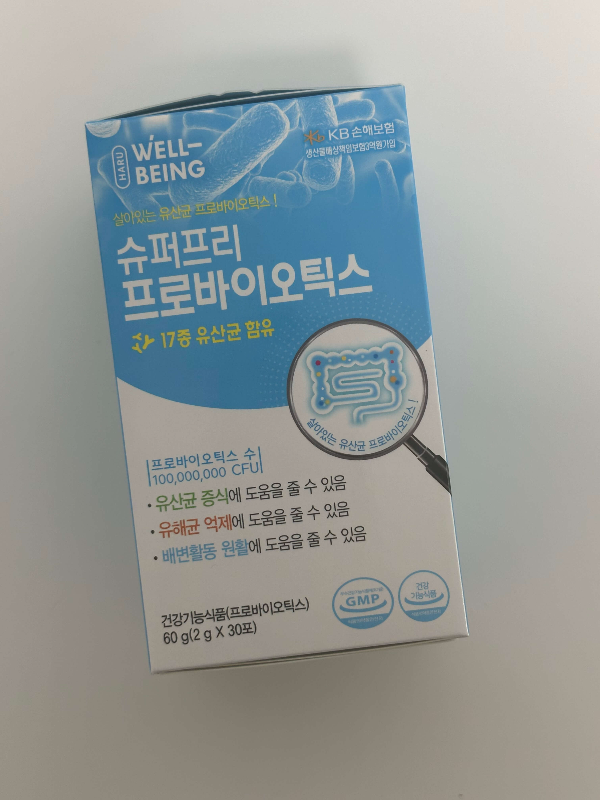 HARU
WELL-
BEING
KB 손해보험
생산물배상책임보험3억원가입
살아있는 유산균 프로바이오틱스 !
슈퍼프리
프로바이오틱스
17종 유산균 함유
살아있는 유산균 프로바이오틱스 !
프로바이오틱스 수
100,000,000 CFU
• 유산균 증식에 도움을 줄 수 있음
• 유해균 억제에 도움을 줄 수 있음
• 배변활동 원활에 도움을 줄 수 있음
GMP
건강
기능식품
건강기능식품(프로바이오틱스)
60 g(2 g X 30포)